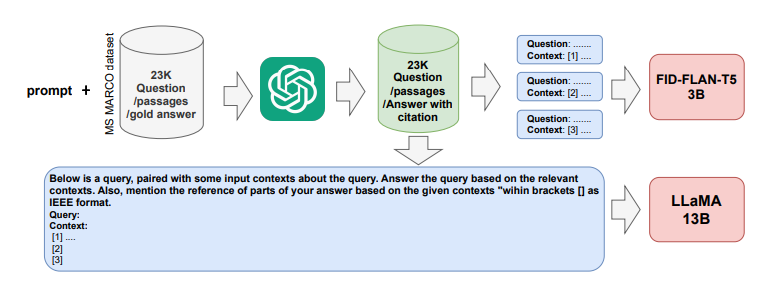 prompt +
MS MARCO dataset
23K
Question
/passages
/gold answer
23K
Question
/passages
/Answer with
citation
Question: .......
Context: [1] ....
Question: .......
Context: [2] ....
Question: .......
Context: [3] ....
FID-FLAN-T5
3B
Below is a query, paired with some input contexts about the query. Answer the query based on the relevant
contexts. Also, mention the reference of parts of your answer based on the given contexts "wihin brackets [] as
IEEE format.
Query:
Context:
[1] ....
[2]
[3]
LLaMA
13B